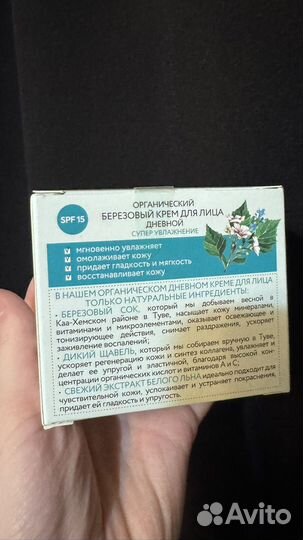 SPF 15
ОРГАНИЧЕСКИЙ
БЕРЕЗОВЫЙ КРЕМ ДЛЯ ЛИЦА
ДНЕВНОЙ
СУПЕР УВЛАЖНЕНИЕ
мгновенно увлажняет
омолаживает кожу
придает гладкость и мягкость
восстанавливает кожу
В НАШЕМ ОРГАНИЧЕСКОМ ДНЕВНОМ КРЕМЕ ДЛЯ ЛИЦА
ТОЛЬКО НАТУРАЛЬНЫЕ ИНГРЕДИЕНТЫ:
• БЕРЕЗОВЫЙ СОК, который мы добываем весной в
Каа-Хемском районе в Туве, насыщает кожу минералами,
витаминами и микроэлементами, оказывает освежающее и
тонизирующее действия, снимает раздражения, ускоряет
заживление воспалений;
• ДИКИЙ ЩАВЕЛЬ, который мы собираем вручную в Туве,
ускоряет регенерацию кожи и синтез коллагена, увлажняет и
делает ее упругой и эластичной, благодаря высокой кон-
центрации органических кислот и витаминов А и С;
• СВЕЖИЙ ЭКСТРАКТ БЕЛОГО ЛЬНА идеально подходит для
чувствительной кожи, успокаивает и устраняет покраснения,
придает ей гладкость и упругость.
Avito